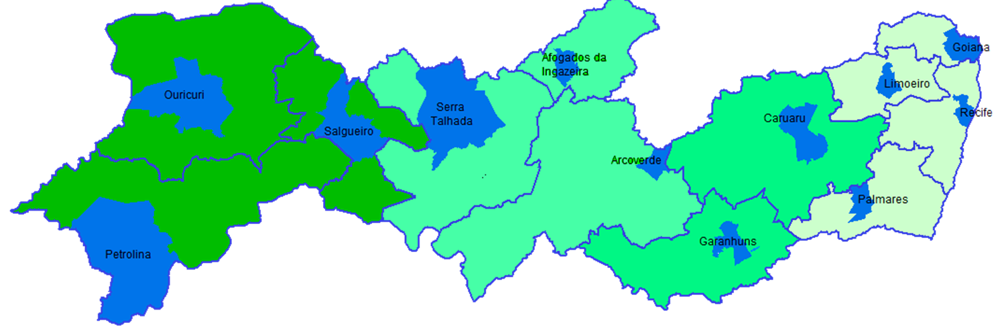 Goiana
Afogados da
Ingazeira
Limoeiro
Ouricuri
Serra
Talhada
Recife
Caruaru
Salgueiro
Arcoverde
Palmares
Garanhuns
Petrolina